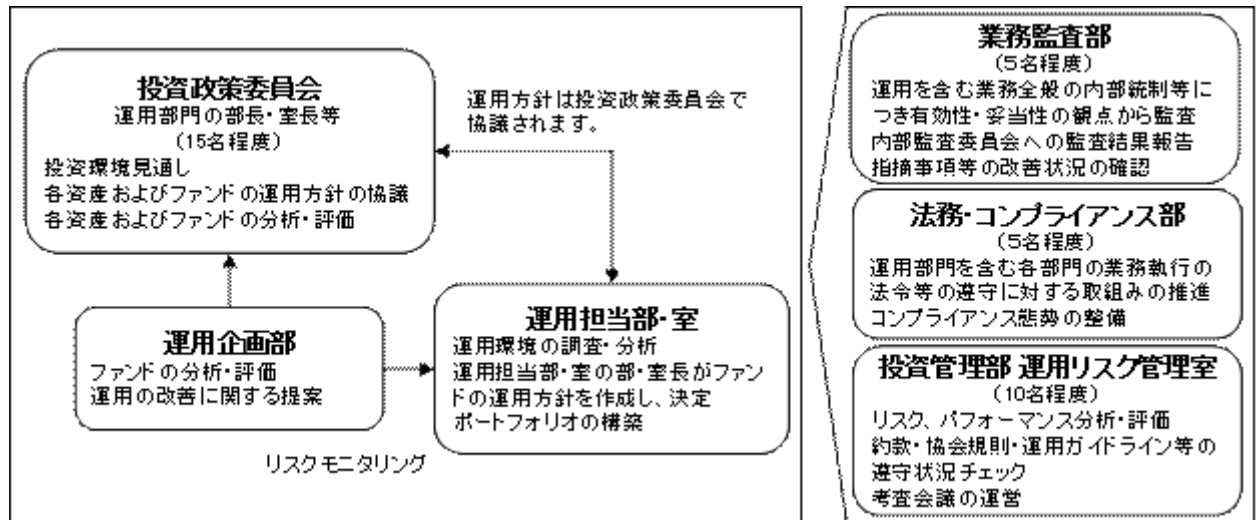 投資政策委員会
運用部門の部長・室長等
(15名程度)
投資環境見通し
各資産およびファンドの運用方針の協議
各資産およびファンドの分析・評価
運用方針は投資政策委員会で
協議されます。
運用企画部
ファンドの分析・評価
運用の改善に関する提案
運用担当部・室
運用環境の調査・分析
運用担当部・室の部・室長がファン
ドの運用方針を作成し、決定
ポートフォリオの構築
リスクモニタリング
業務監査部
(5名程度)
運用を含む業務全般の内部統制等に
つき有効性・妥当性の観点から監査
内部監査委員会への監査結果報告
指摘事項等の改善状況の確認
法務・コンプライアンス部
(5名程度)
運用部門を含む各部門の業務執行の
法令等の遵守に対する取組みの推進
コンプライアンス態勢の整備
投資管理部 運用リスク管理室
(10名程度)
リスク、パフォーマンス分析・評価
約款・協会規則・運用ガイドライン等の
遵守状況チェック
考査会議の運営